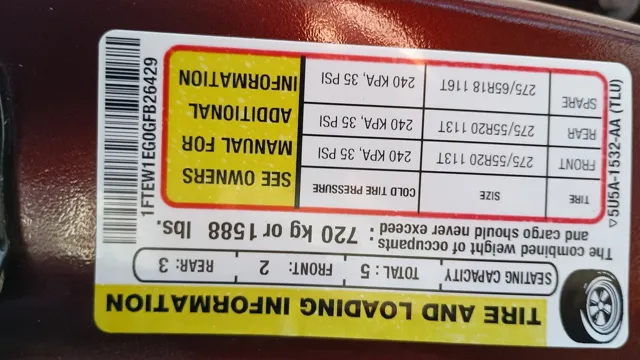 TIRE AND LOADING INFORMATION
SEATING CAPACITY TOTAL : 5 FRONT: 2 REAR: 3
The combined weight of occupants
and cargo should never exceed : 720 kg or 1588 lbs.
TIRE SIZE COLD TIRE PRESSURE
FRONT 275/55R20 113T 240 KPA, 35 PSI
REAR 275/55R20 113T 240 KPA, 35 PSI
SPARE 275/65R18 116T 240 KPA, 35 PSI
SEE OWNERS
MANUAL FOR
ADDITIONAL
INFORMATION
5U5A-1532-AA (TLU)
1FTEW1EG0GFB26429